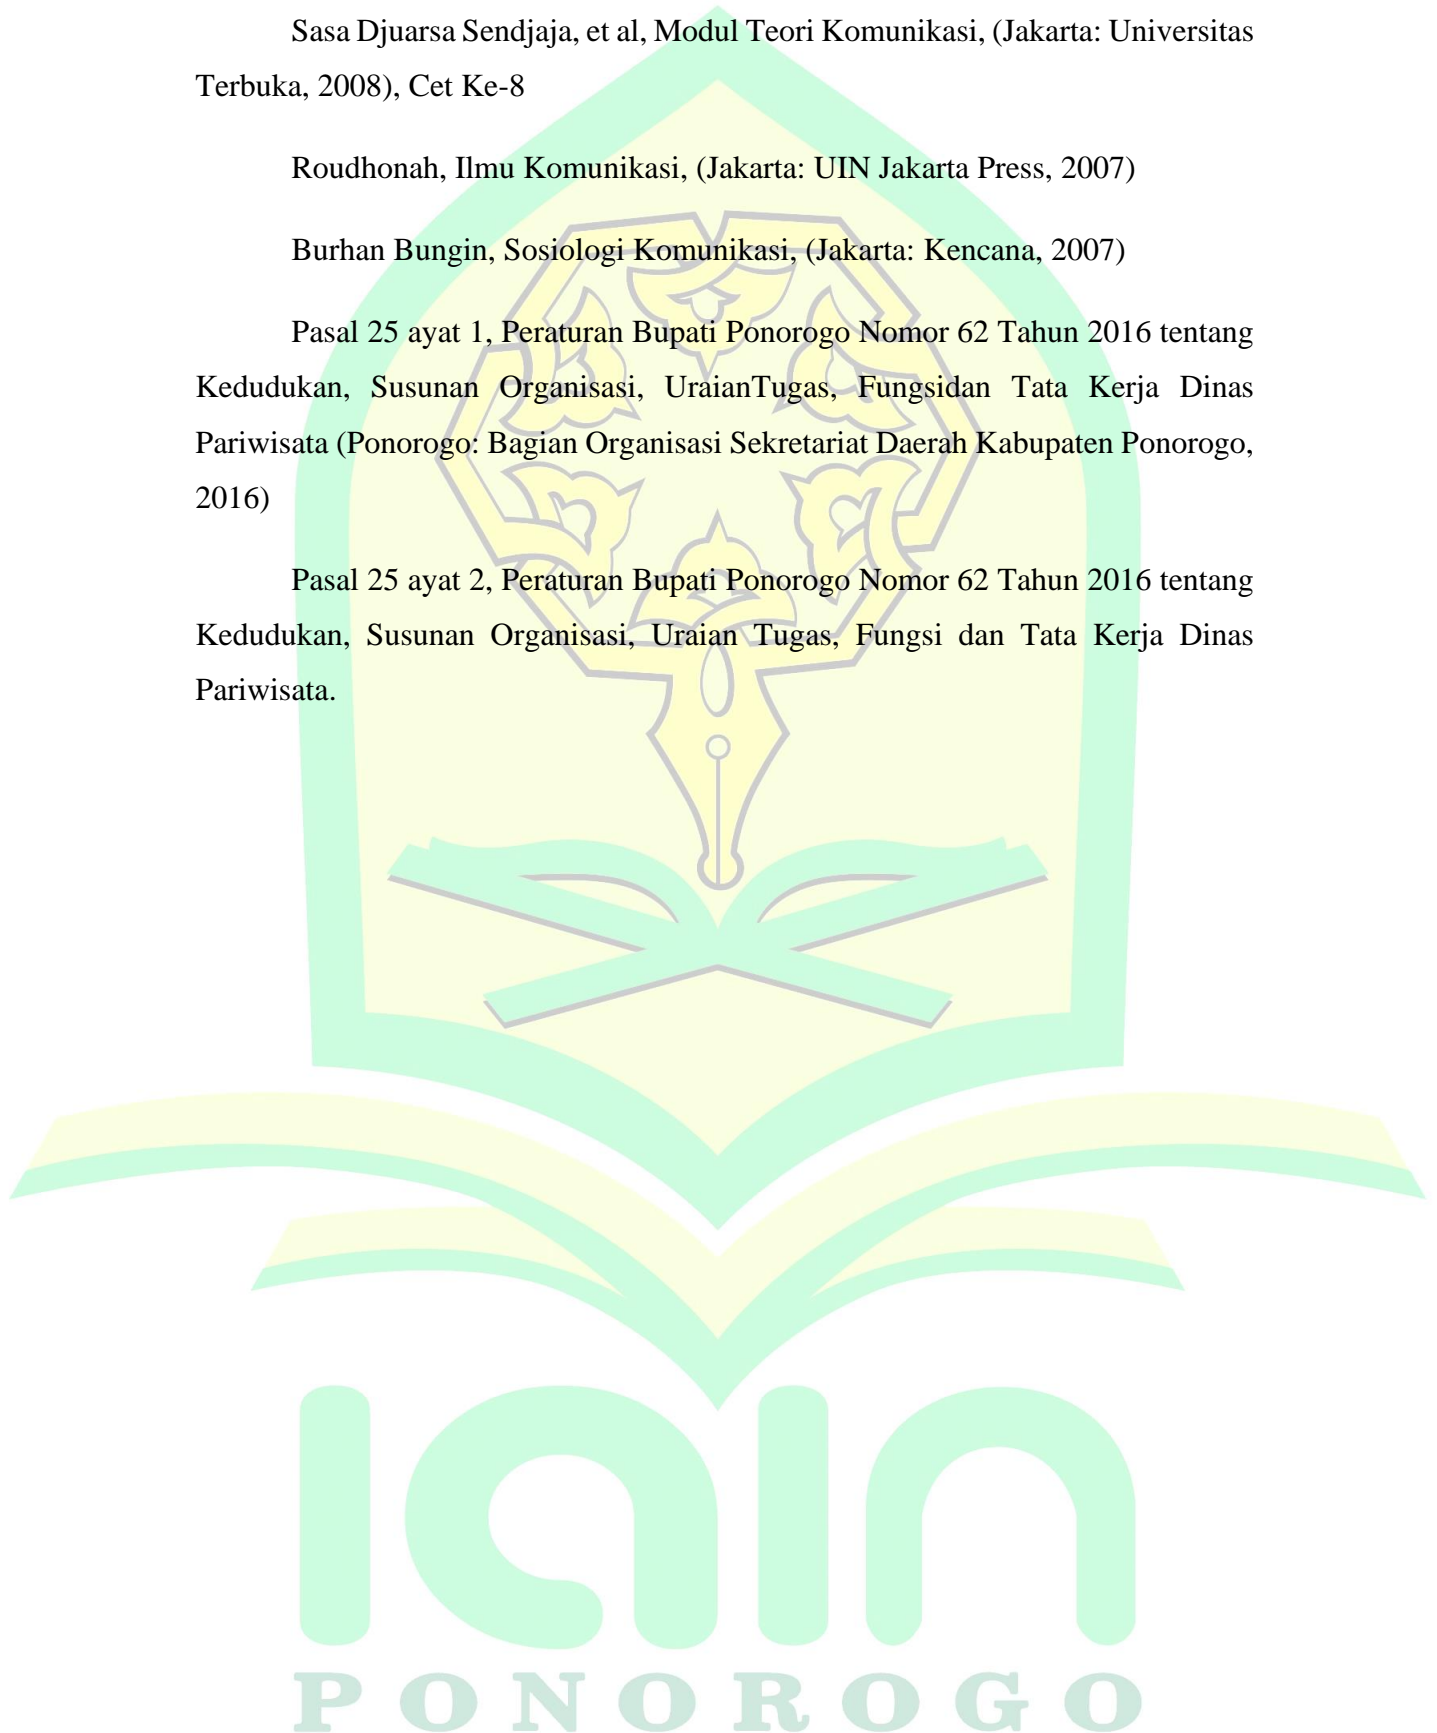 Sasa Djuarsa Sendjaja, et al, Modul Teori Komunikasi, (Jakarta: Universitas
Terbuka, 2008), Cet Ke-8
Roudhonah, Ilmu Komunikasi, (Jakarta: UIN Jakarta Press, 2007)
Burhan Bungin, Sosiologi Komunikasi, (Jakarta: Kencana, 2007)
Pasal 25 ayat 1, Peraturan Bupati Ponorogo Nomor 62 Tahun 2016 tentang
Kedudukan, Susunan Organisasi, UraianTugas, Fungsidan Tata Kerja Dinas
Pariwisata (Ponorogo: Bagian Organisasi Sekretariat Daerah Kabupaten Ponorogo,
2016)
Pasal 25 ayat 2, Peraturan Bupati Ponorogo Nomor 62 Tahun 2016 tentang
Kedudukan, Susunan Organisasi, Uraian Tugas, Fungsi dan Tata Kerja Dinas
Pariwisata.
iain
PONOROGO